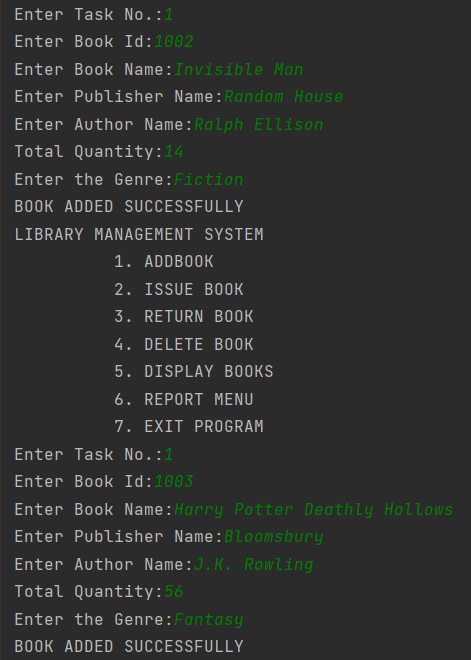 Enter Task No.:1
Enter Book Id:1002
Enter Book Name:Invisible Man
Enter Publisher Name:Random House
Enter Author Name:Ralph Ellison
Total Quantity:14
Enter the Genre:Fiction
BOOK ADDED SUCCESSFULLY
LIBRARY MANAGEMENT SYSTEM
1. ADDBOOK
2. ISSUE BOOK
3. RETURN BOOK
4. DELETE BOOK
5. DISPLAY BOOKS
6. REPORT MENU
7. EXIT PROGRAM
Enter Task No.:1
Enter Book Id:1003
Enter Book Name:Harry Potter Deathly Hollows
Enter Publisher Name:Bloomsbury
Enter Author Name:J.K. Rowling
Total Quantity:56
Enter the Genre:Fantasy
BOOK ADDED SUCCESSFULLY